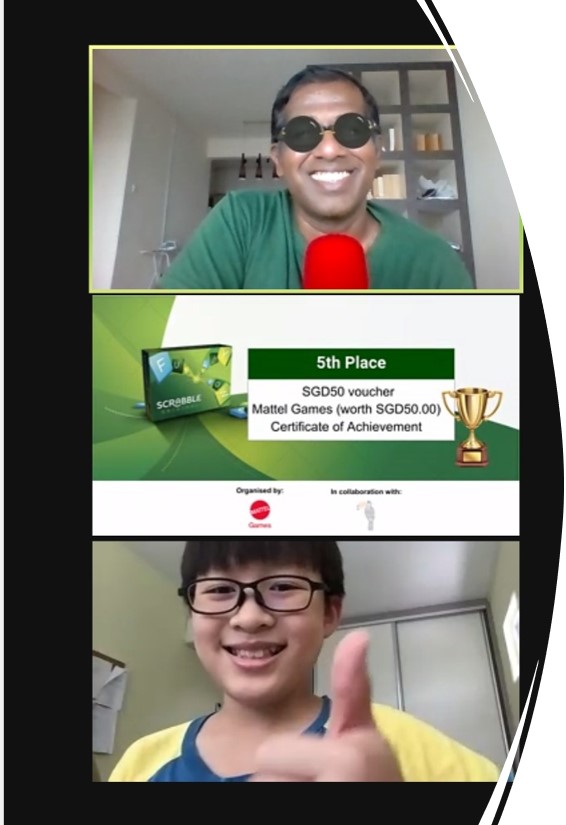 F
SCRABBLE
5th Place
SGD50 voucher
Mattel Games (worth SGD50.00)
Certificate of Achievement
Organised by:
In collaboration with:
MATTEL
Games